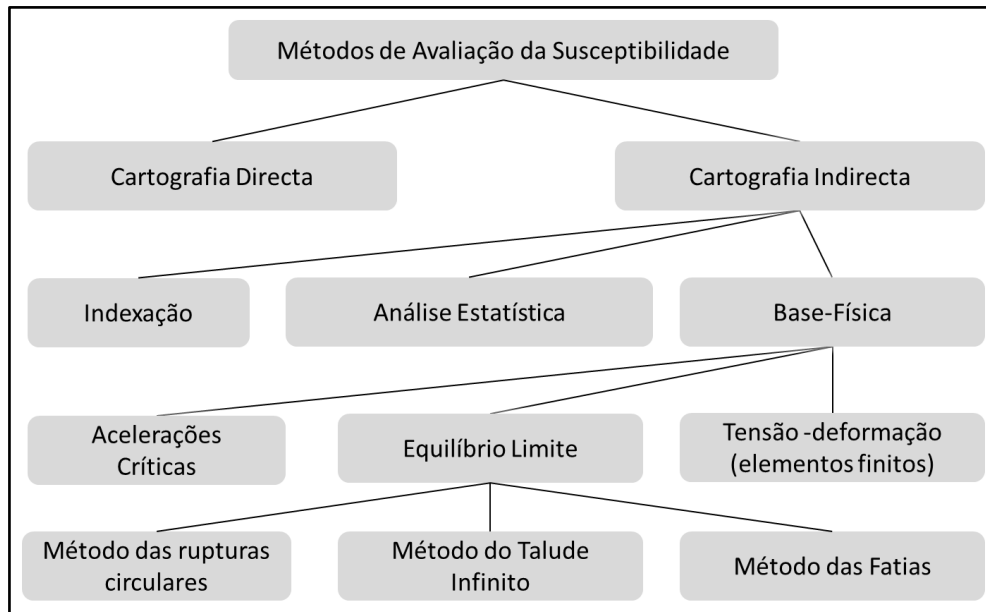 Métodos de Avaliação da Susceptibilidade
Cartografia Directa
Cartografia Indirecta
Indexação
Análise Estatística
Base-Física
Acelerações
Críticas
Equilíbrio Limite
Tensão -deformação
(elementos finitos)
Método das rupturas
circulares
Método do Talude
Infinito
Método das Fatias